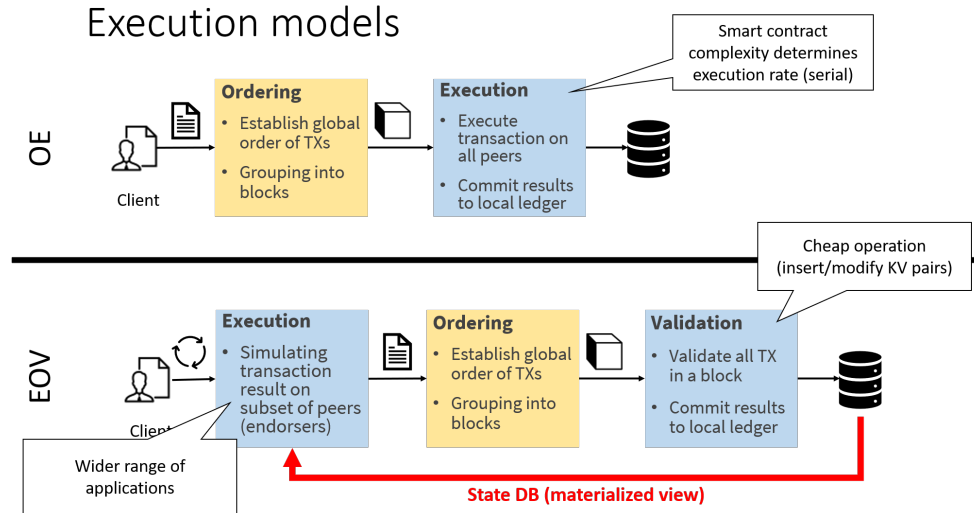 Execution models
Smart contract
complexity determines
execution rate (serial)
OE
Client
Ordering
• Establish global
order of TXs
• Grouping into
blocks
Execution
• Execute
transaction on
all peers
• Commit results
to local ledger
Cheap operation
(insert/modify KV pairs)
EOV
Clien
Execution
• Simulating
transaction
result on
subset of peers
(endorsers)
Wider range of
applications
Ordering
• Establish global
order of TXs
• Grouping into
blocks
Validation
• Validate all TX
in a block
• Commit results
to local ledger
State DB (materialized view)